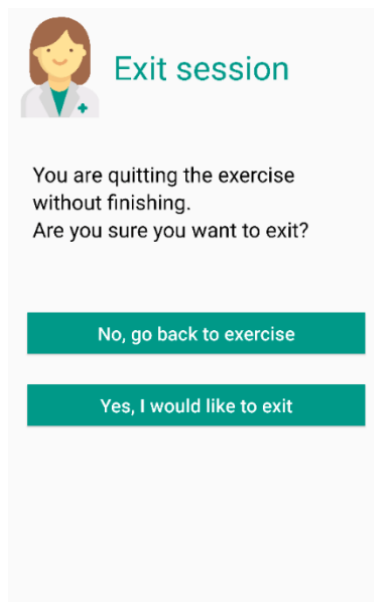 Exit session
You are quitting the exercise
without finishing.
Are you sure you want to exit?
No, go back to exercise
Yes, I would like to exit